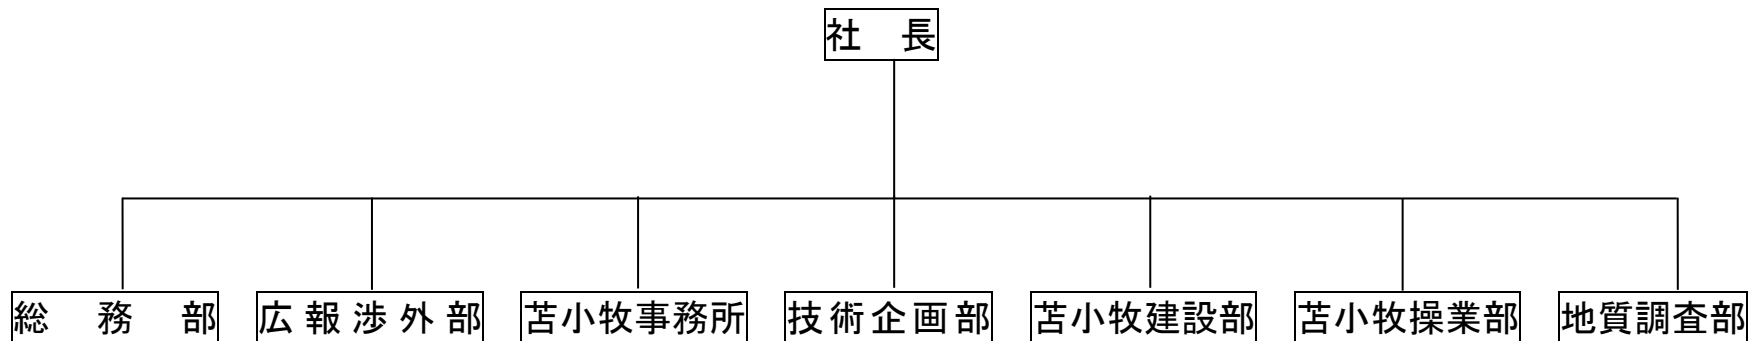 社　長
総　務　部
広報渉外部
苫小牧事務所
技術企画部
苫小牧建設部
苫小牧操業部
地質調査部